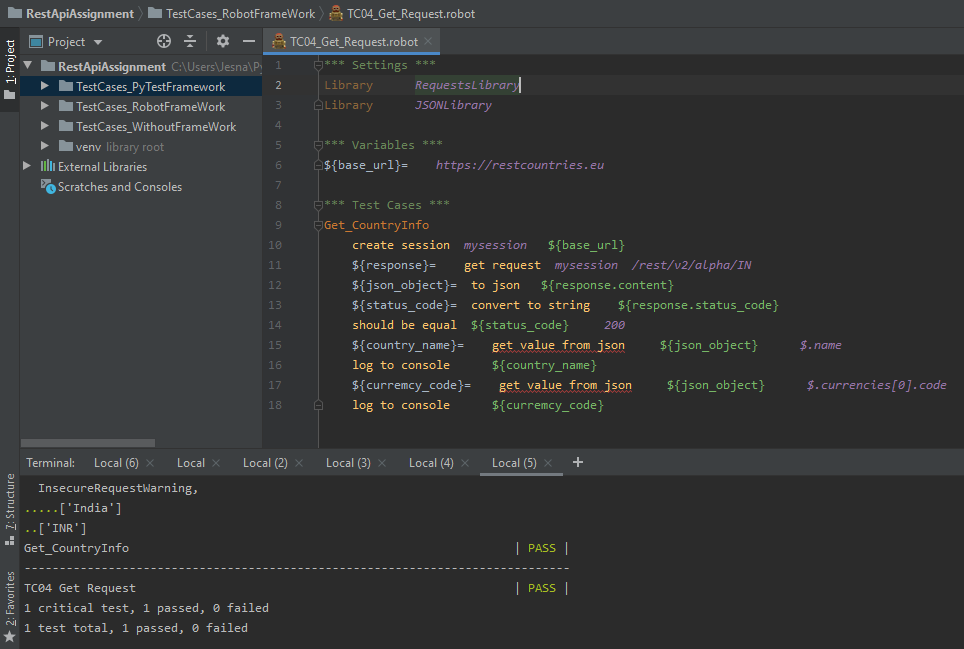 RestApiAssignment TestCases_RobotFrameWork TC04_Get_Request.robot
Project
TC04_Get_Request.robot
1: Project
RestApiAssignment C:\Users\Jesna\Py
TestCases_PyTestFramework
TestCases_RobotFrameWork
TestCases_WithoutFrameWork
venv library root
External Libraries
Scratches and Consoles
1 *** Settings ***
2 Library RequestsLibrary
3 Library JSONLibrary
4
5 *** Variables ***
6 ${base_url}= https://restcountries.eu
7
8 *** Test Cases ***
9 Get_CountryInfo
10 create session mysession ${base_url}
11 ${response}= get request mysession /rest/v2/alpha/IN
12 ${json_object}= to json ${response.content}
13 ${status_code}= convert to string ${response.status_code}
14 should be equal ${status_code} 200
15 ${country_name}= get value from json ${json_object} $.name
16 log to console ${country_name}
17 ${curremcy_code}= get value from json ${json_object} $.currencies[0].code
18 log to console ${curremcy_code}
7: Structure
2: Favorites
Terminal: Local (6) Local Local (2) Local (3) Local (4) Local (5) +
InsecureRequestWarning,
.....['India']
..['INR']
Get_CountryInfo | PASS |
------------------------------------------------------------------------------
TC04 Get Request | PASS |
1 critical test, 1 passed, 0 failed
1 test total, 1 passed, 0 failed